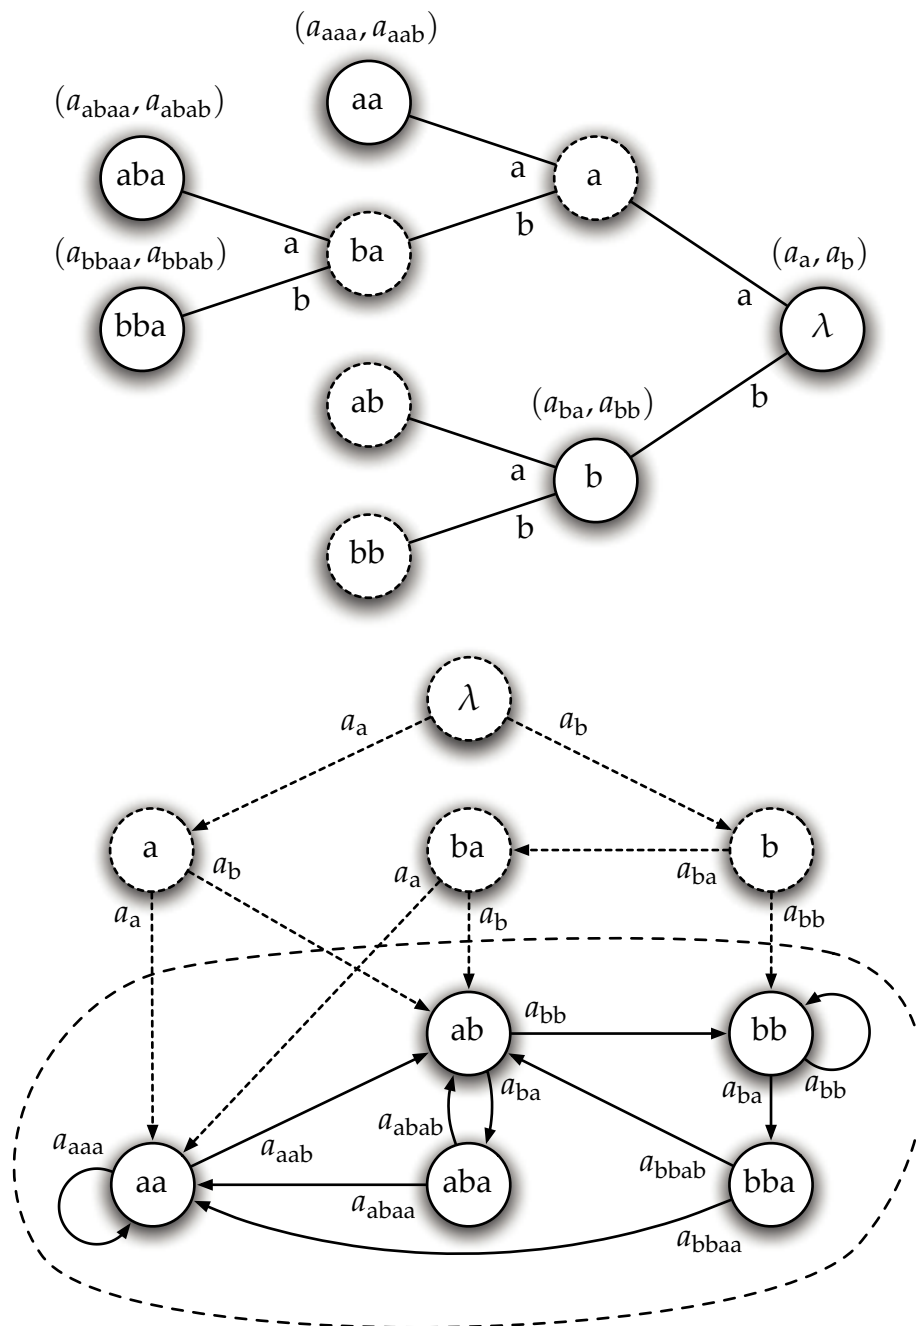 (a_aaa, a_aab)
aa
(a_abaa, a_abab)
aba
a
a
ba
a
b
(a_bbaa, a_bbab)
bba
b
(a_a, a_b)
a
λ
ab
(a_ba, a_bb)
b
a
b
b
bb
λ
a_a
a_b
a
ba
b
a_b
a_a
a_ba
a_a
a_b
a_bb
ab
a_bb
bb
a_ba
a_ba
a_bb
a_aaa
a_aab
a_abab
aa
aba
a_bbab
bba
a_abaa
a_bbaa